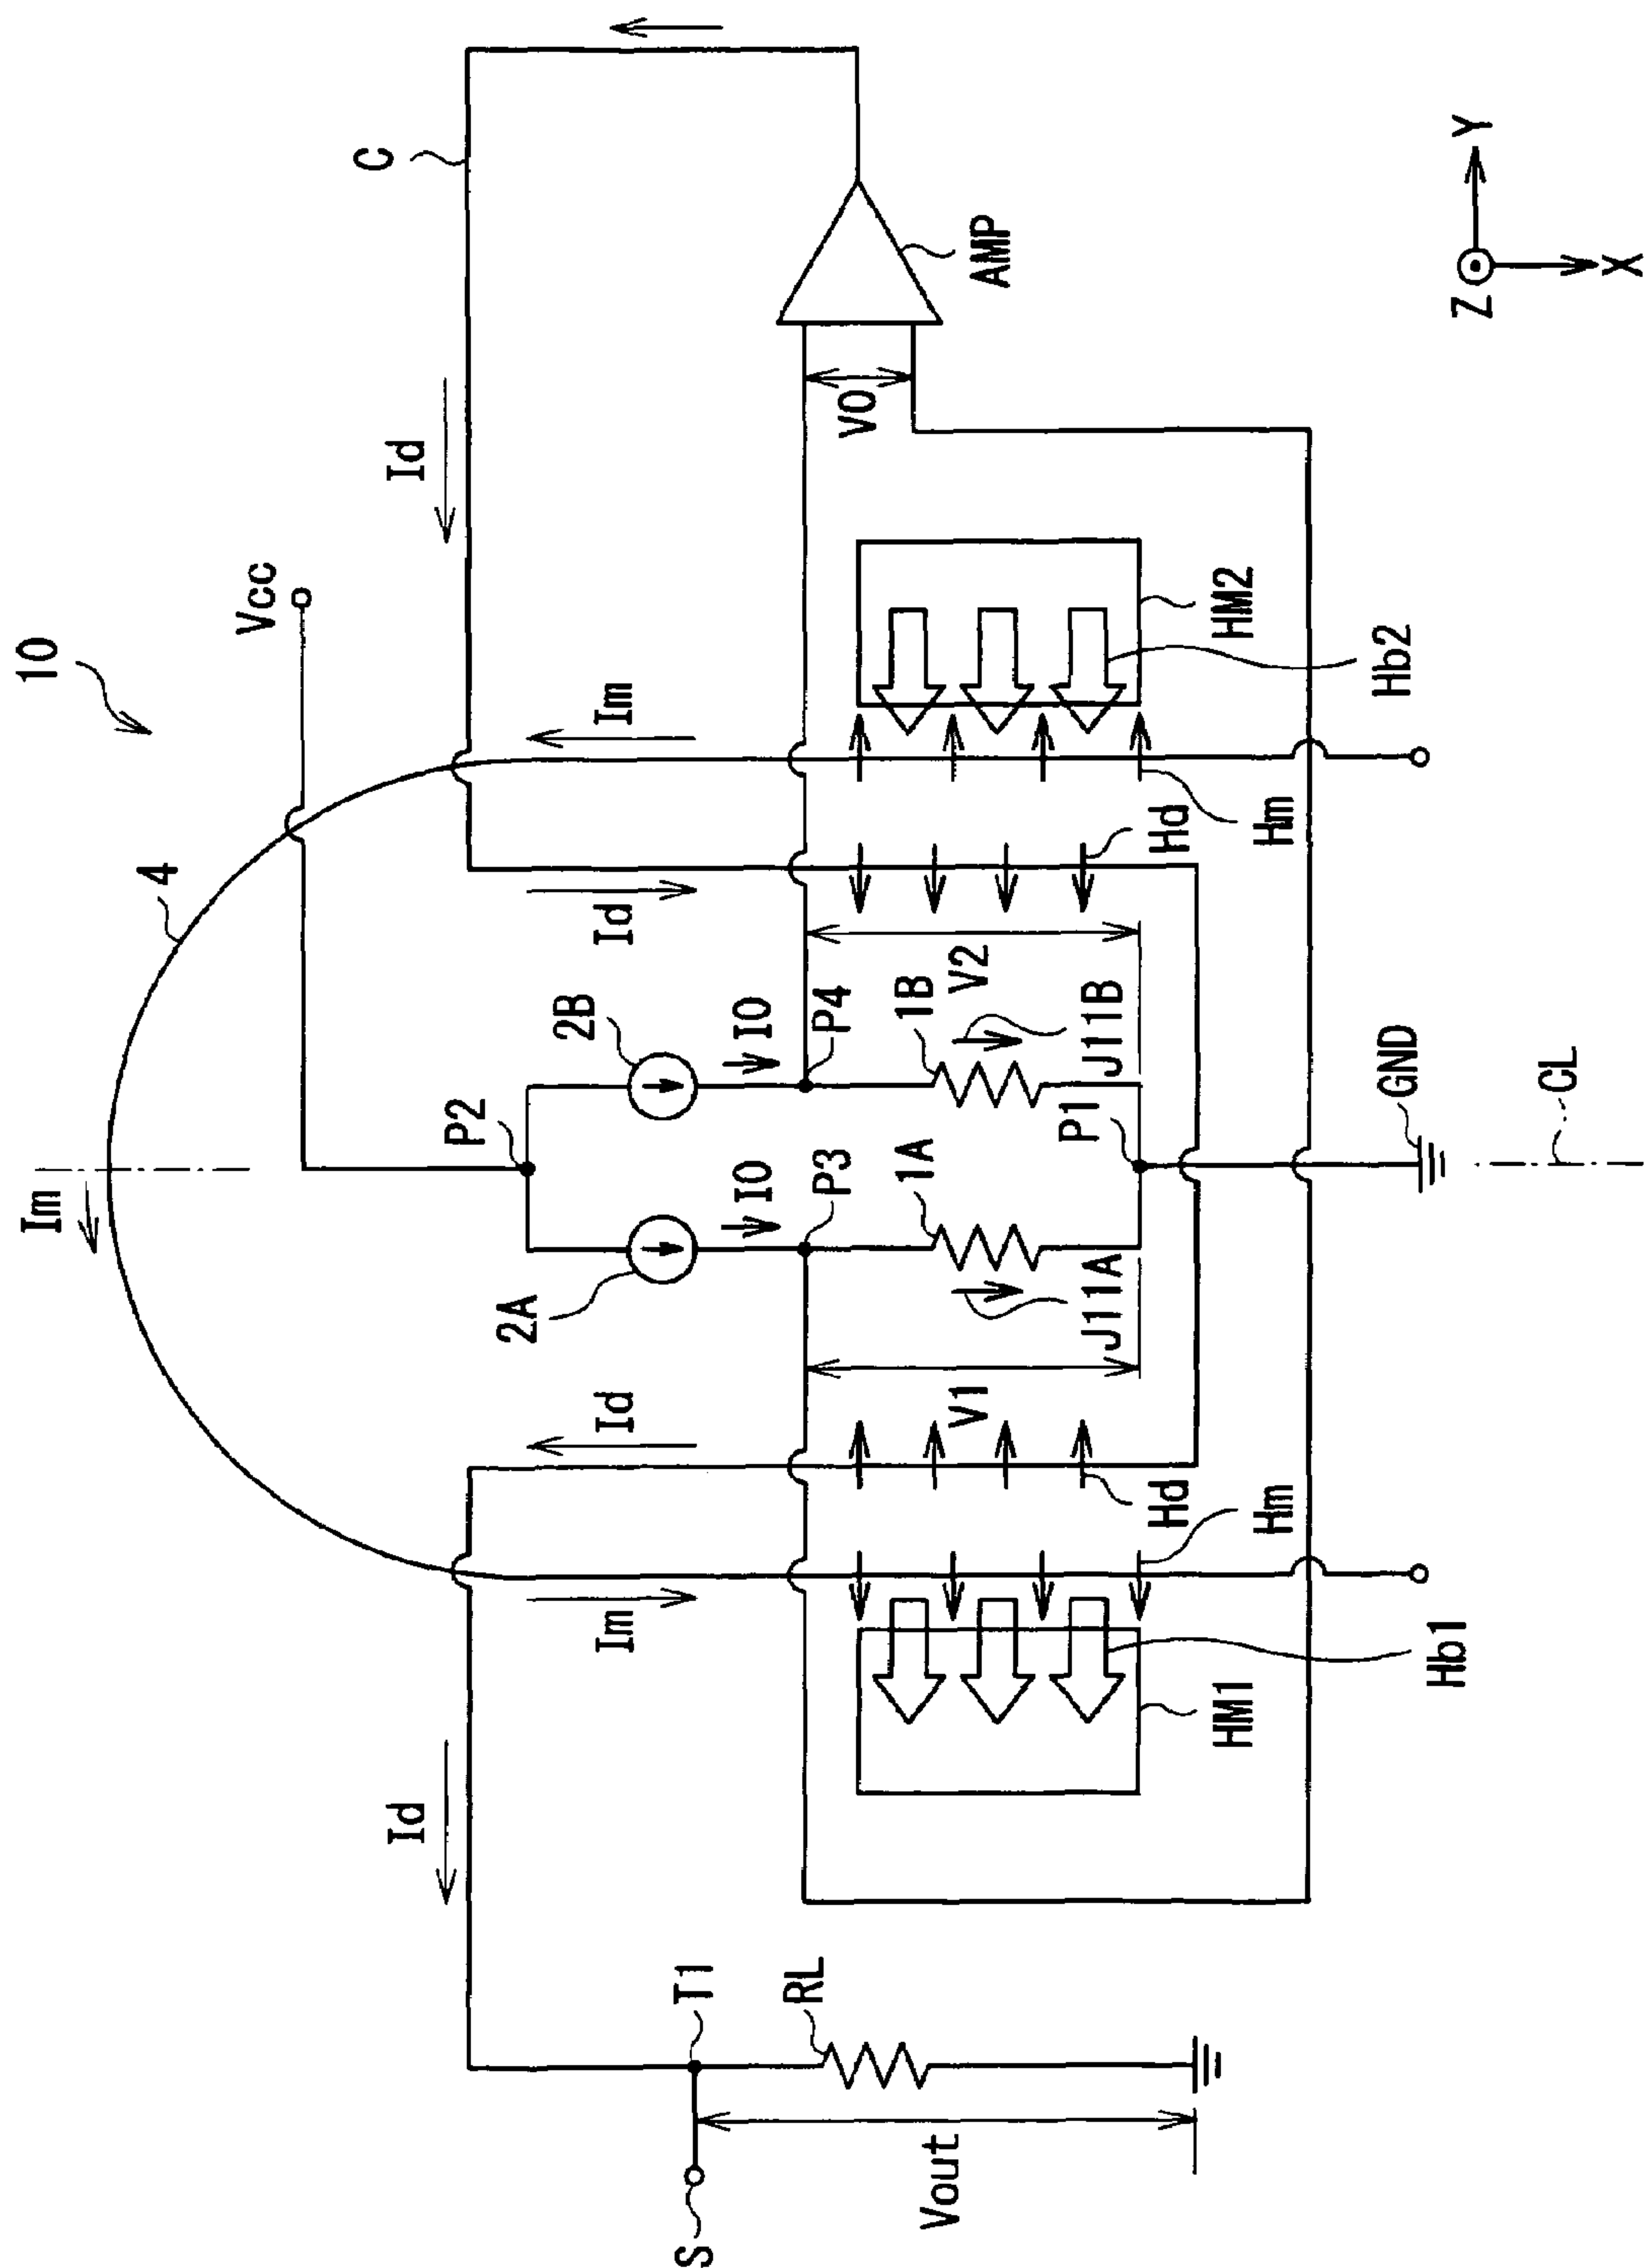 10
4
Im
Vcc
C
Id
Id
Id
Id
Im
Im
P2
2A
2B
I0
I0
P3
P4
1A
1B
J11A
J11B
V1
V2
P1
V0
AMP
T1
RL
S
Vout
Hd
Hd
Hm
Hm
HM1
HM2
Hb1
Hb2
GND
CL
Z
Y
X